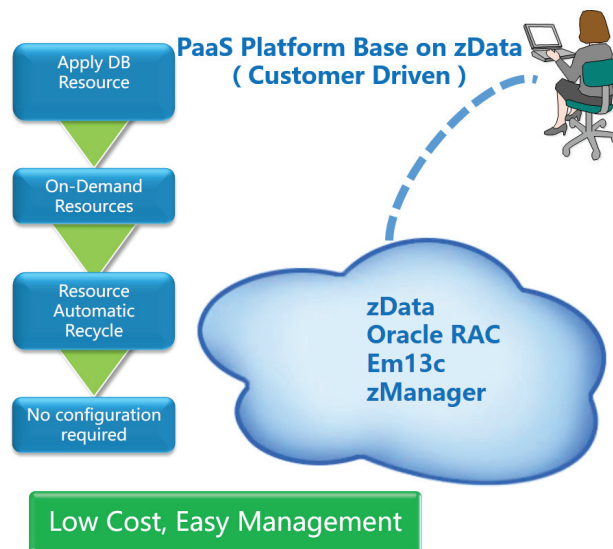 PaaS Platform Base on zData
( Customer Driven )
Apply DB
Resource
On-Demand
Resources
Resource
Automatic
Recycle
No configuration
required
zData
Oracle RAC
Em13c
zManager
Low Cost, Easy Management